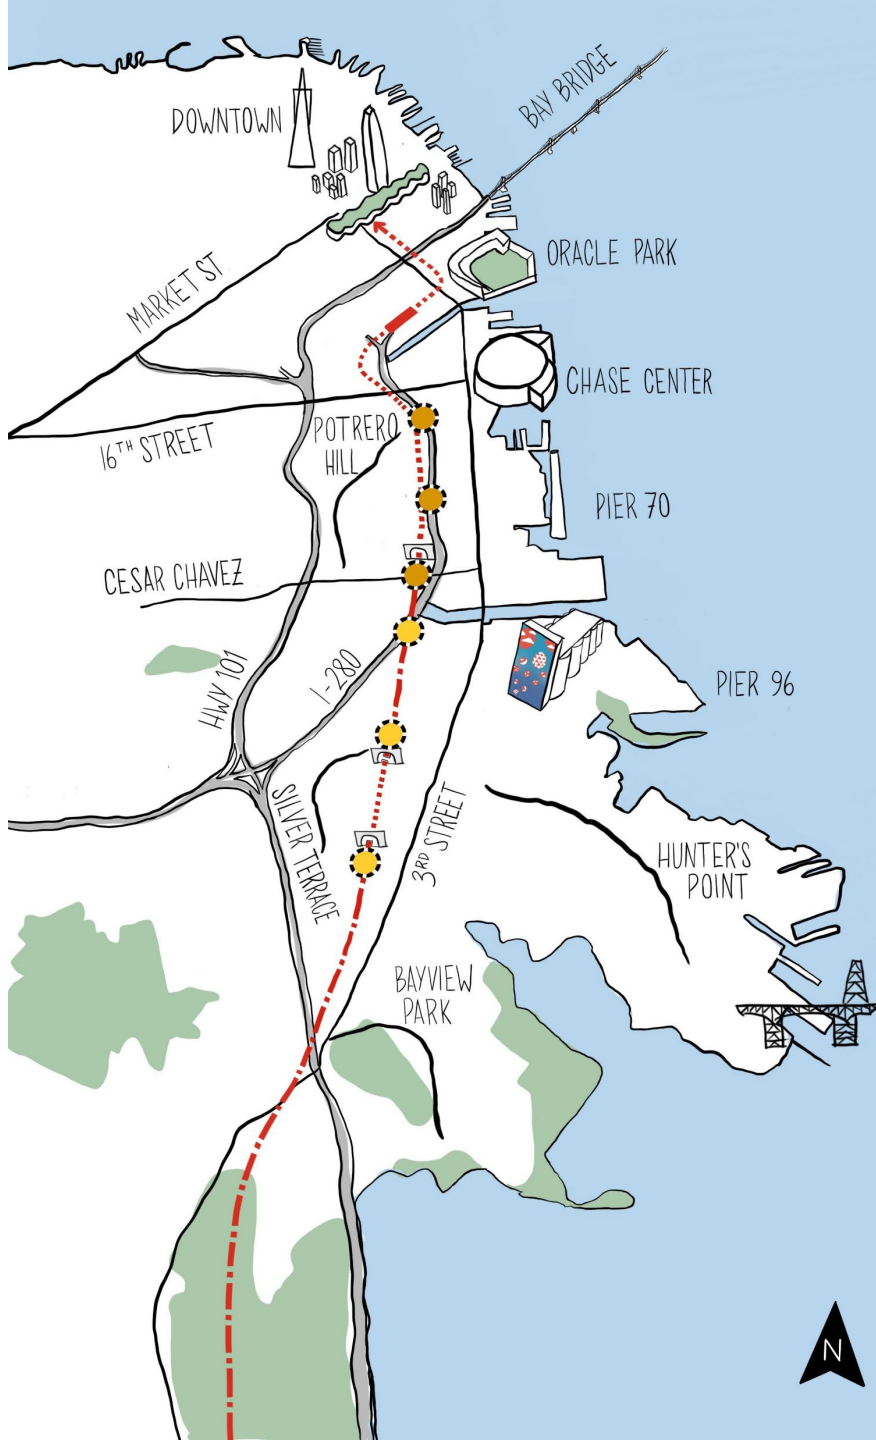 BAY BRIDGE
DOWNTOWN
ORACLE PARK
MARKET ST
CHASE CENTER
16TH STREET
POTRERO
HILL
PIER 70
CESAR CHAVEZ
HWY 101
I-280
PIER 96
SILVER TERRACE
3RD STREET
HUNTER'S
POINT
BAYVIEW
PARK
N